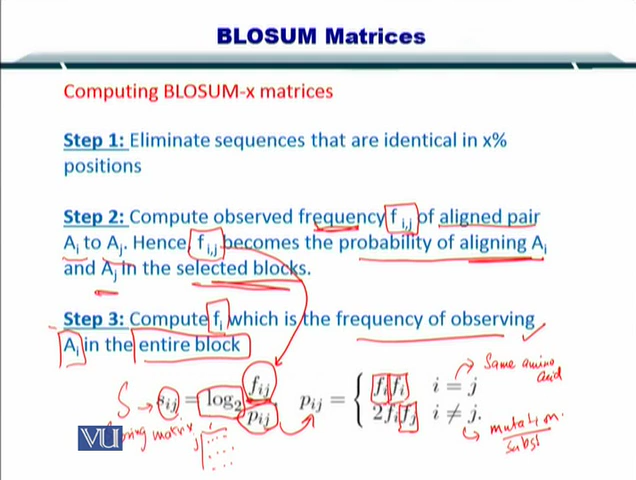 BLOSUM Matrices
Computing BLOSUM-x matrices
Step 1: Eliminate sequences that are identical in x%
positions
Step 2: Compute observed frequency f i,j of aligned pair
Ai to Aj. Hence f i,j becomes the probability of aligning Ai
and Aj in the selected blocks.
Step 3: Compute fi which is the frequency of observing
Ai in the entire block
S → sij = log2 fij / pij
pij = { fifi i = j
2fifj i ≠ j.
Same amino
acid
mutation
Subst
matrix
j i
VU